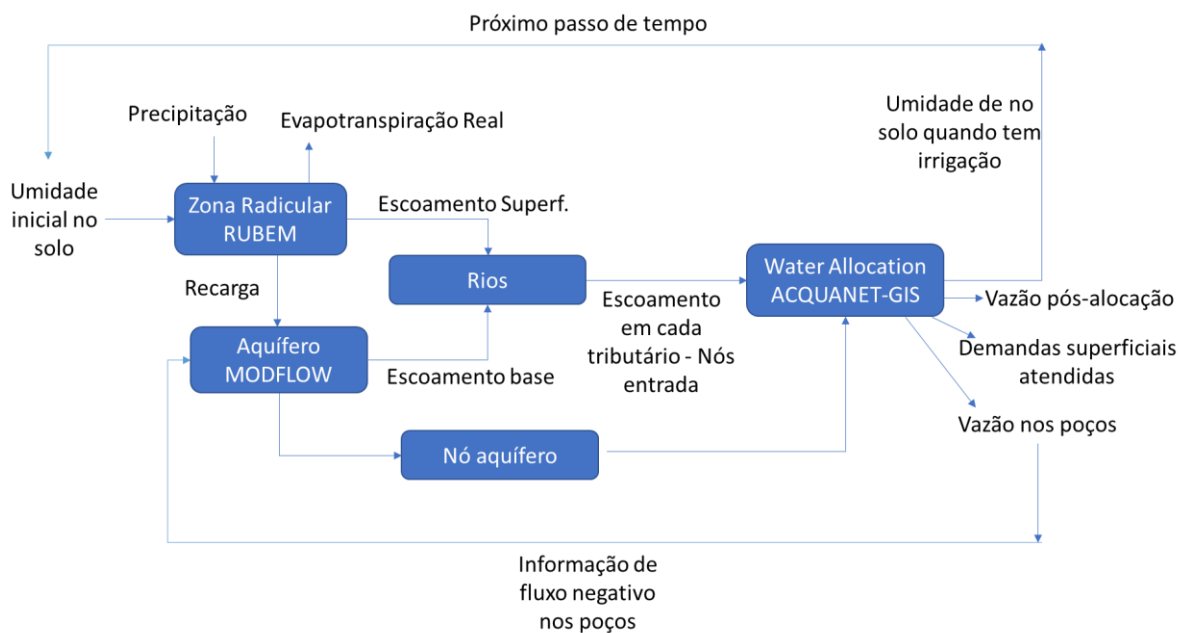 Próximo passo de tempo
Precipitação
Evapotranspiração Real
Umidade de no
solo quando tem
irrigação
Umidade
inicial no
solo
Zona Radicular
RUBEM
Escoamento Superf.
Rios
Water Allocation
ACQUANET-GIS
Recarga
Escoamento
em cada
tributário - Nós
entrada
Vazão pós-alocação
Aquífero
MODFLOW
Escoamento base
Demandas superficiais
atendidas
Vazão nos poços
Nó aquífero
Informação de
fluxo negativo
nos poços